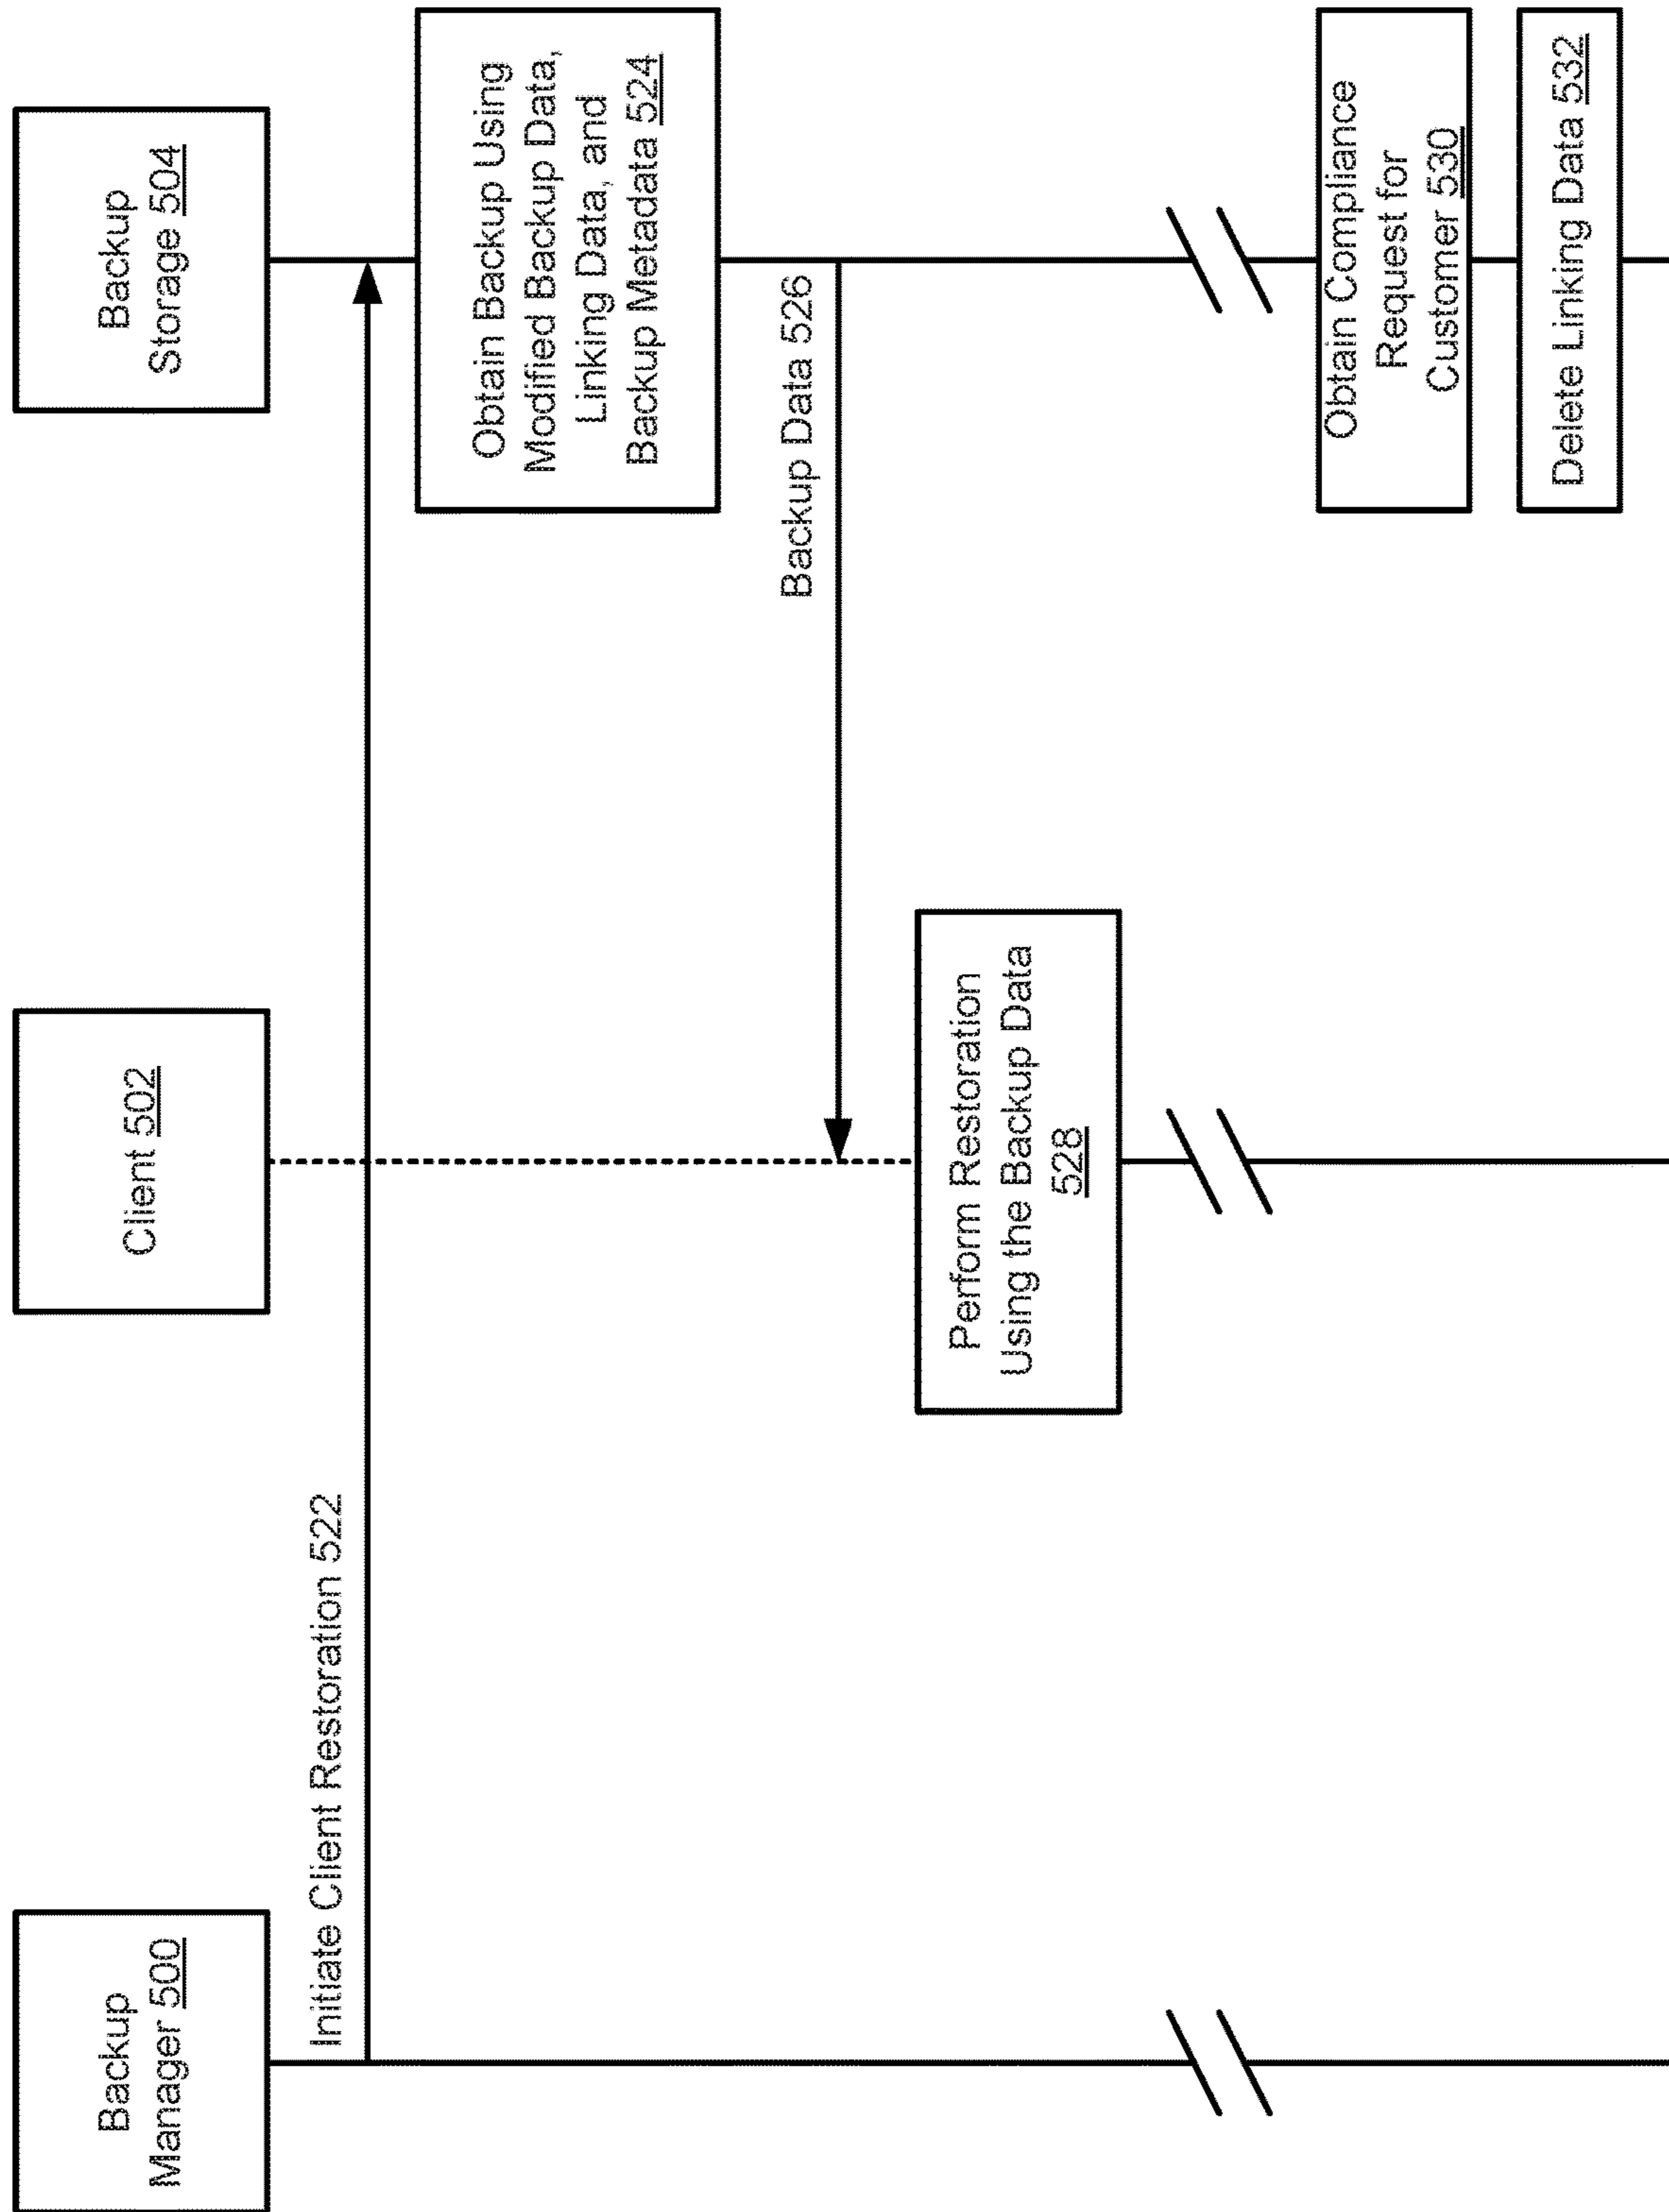 Backup
Manager 500
Client 502
Backup
Storage 504
Initiate Client Restoration 522
Obtain Backup Using
Modified Backup Data,
Linking Data, and
Backup Metadata 524
Backup Data 526
Perform Restoration
Using the Backup Data
528
Obtain Compliance
Request for
Customer 530
Delete Linking Data 532